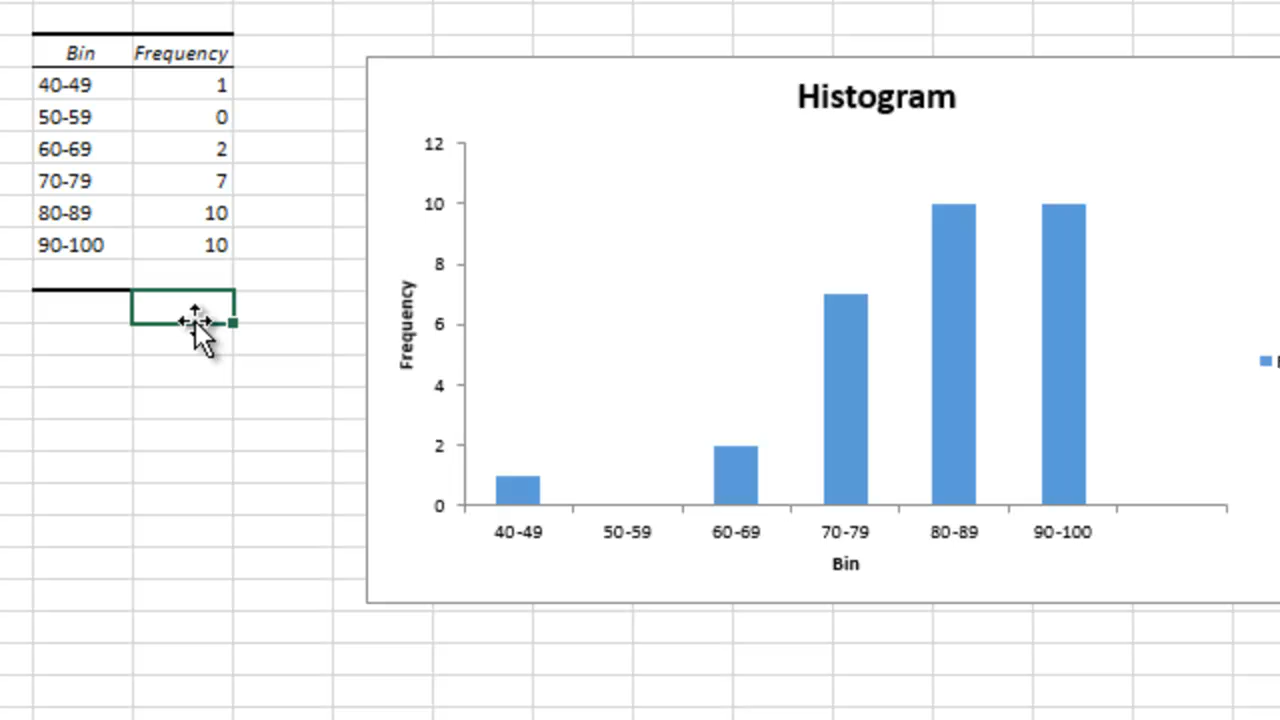 Bin Frequency
40-49 1
50-59 0
60-69 2
70-79 7
80-89 10
90-100 10
Histogram
12
10
8
6
4
2
0
Frequency
40-49 50-59 60-69 70-79 80-89 90-100
Bin